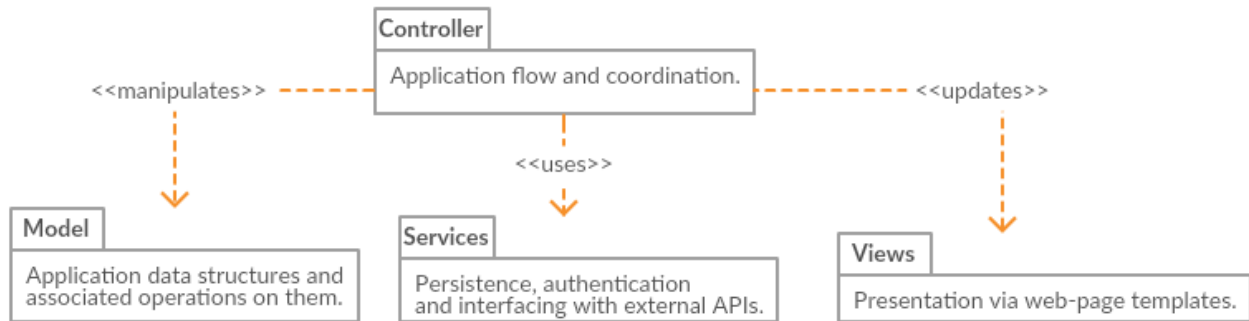 Controller
Application flow and coordination.
<<manipulates>>
<<updates>>
<<uses>>
Model
Application data structures and
associated operations on them.
Services
Persistence, authentication
and interfacing with external APIs.
Views
Presentation via web-page templates.